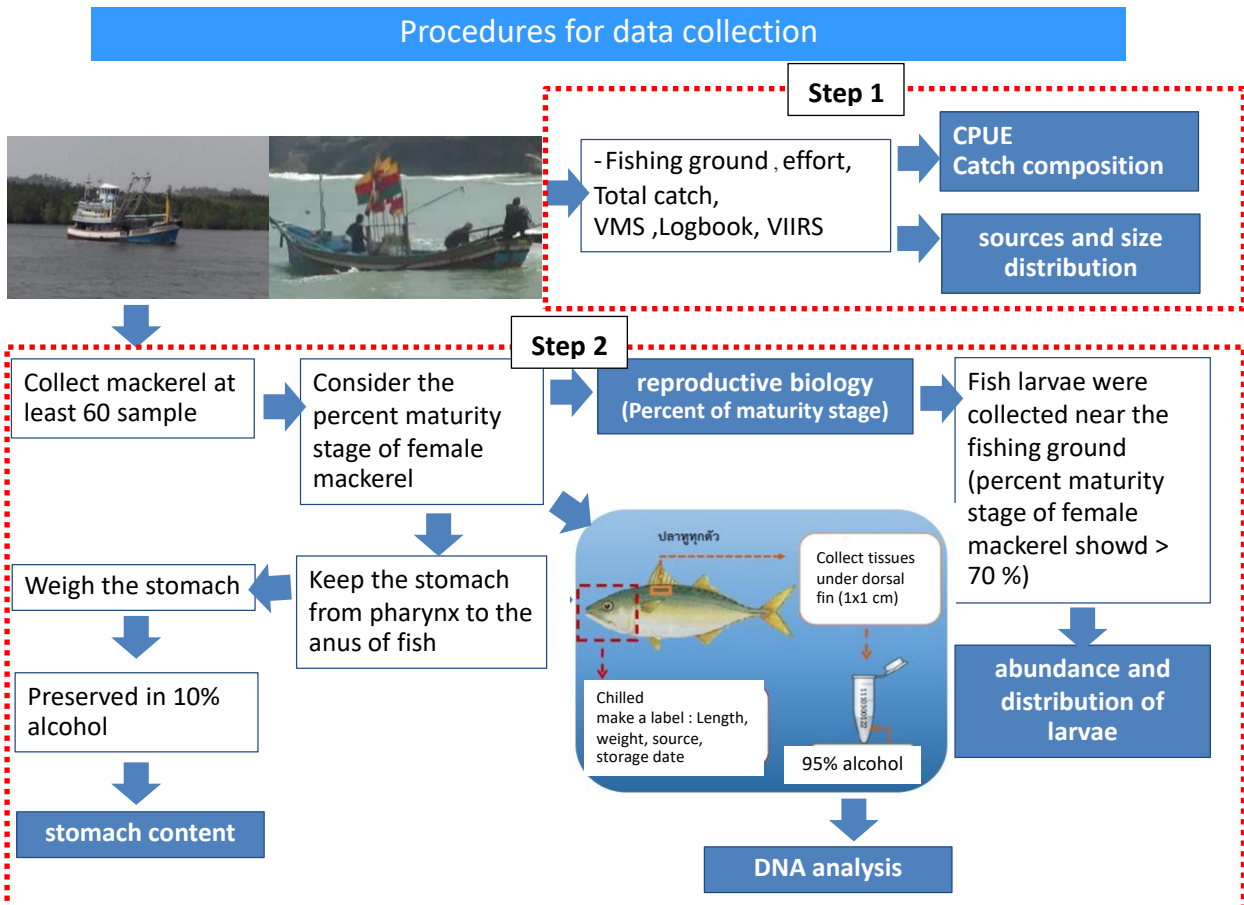 Procedures for data collection
Step 1
- Fishing ground , effort,
Total catch,
VMS ,Logbook, VIIRS
CPUE
Catch composition
sources and size
distribution
Step 2
Collect mackerel at
least 60 sample
Consider the
percent maturity
stage of female
mackerel
reproductive biology
(Percent of maturity stage)
Fish larvae were
collected near the
fishing ground
(percent maturity
stage of female
mackerel showd >
70 %)
Weigh the stomach
Keep the stomach
from pharynx to the
anus of fish
ปลาทูทุกตัว
Collect tissues
under dorsal
fin (1x1 cm)
Preserved in 10%
alcohol
Chilled
make a label : Length,
weight, source,
storage date
95% alcohol
abundance and
distribution of
larvae
stomach content
DNA analysis